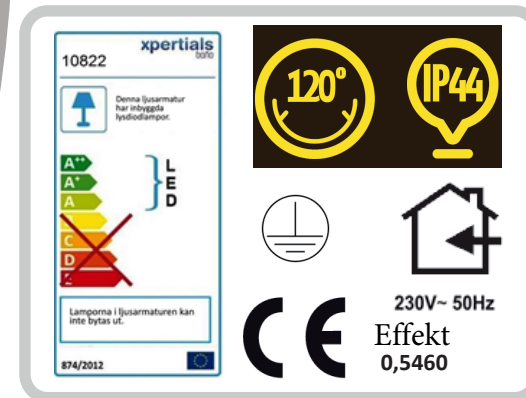 xpertials
baño
10822
Denna ljusarmatur
har inbyggda
lysdiodlampor.
A++
A+
A
L
E
D
C
D
E
Lamporna i ljusarmaturen kan
inte bytas ut.
874/2012
120°
IP44
230V~ 50Hz
CE
Effekt
0,5460